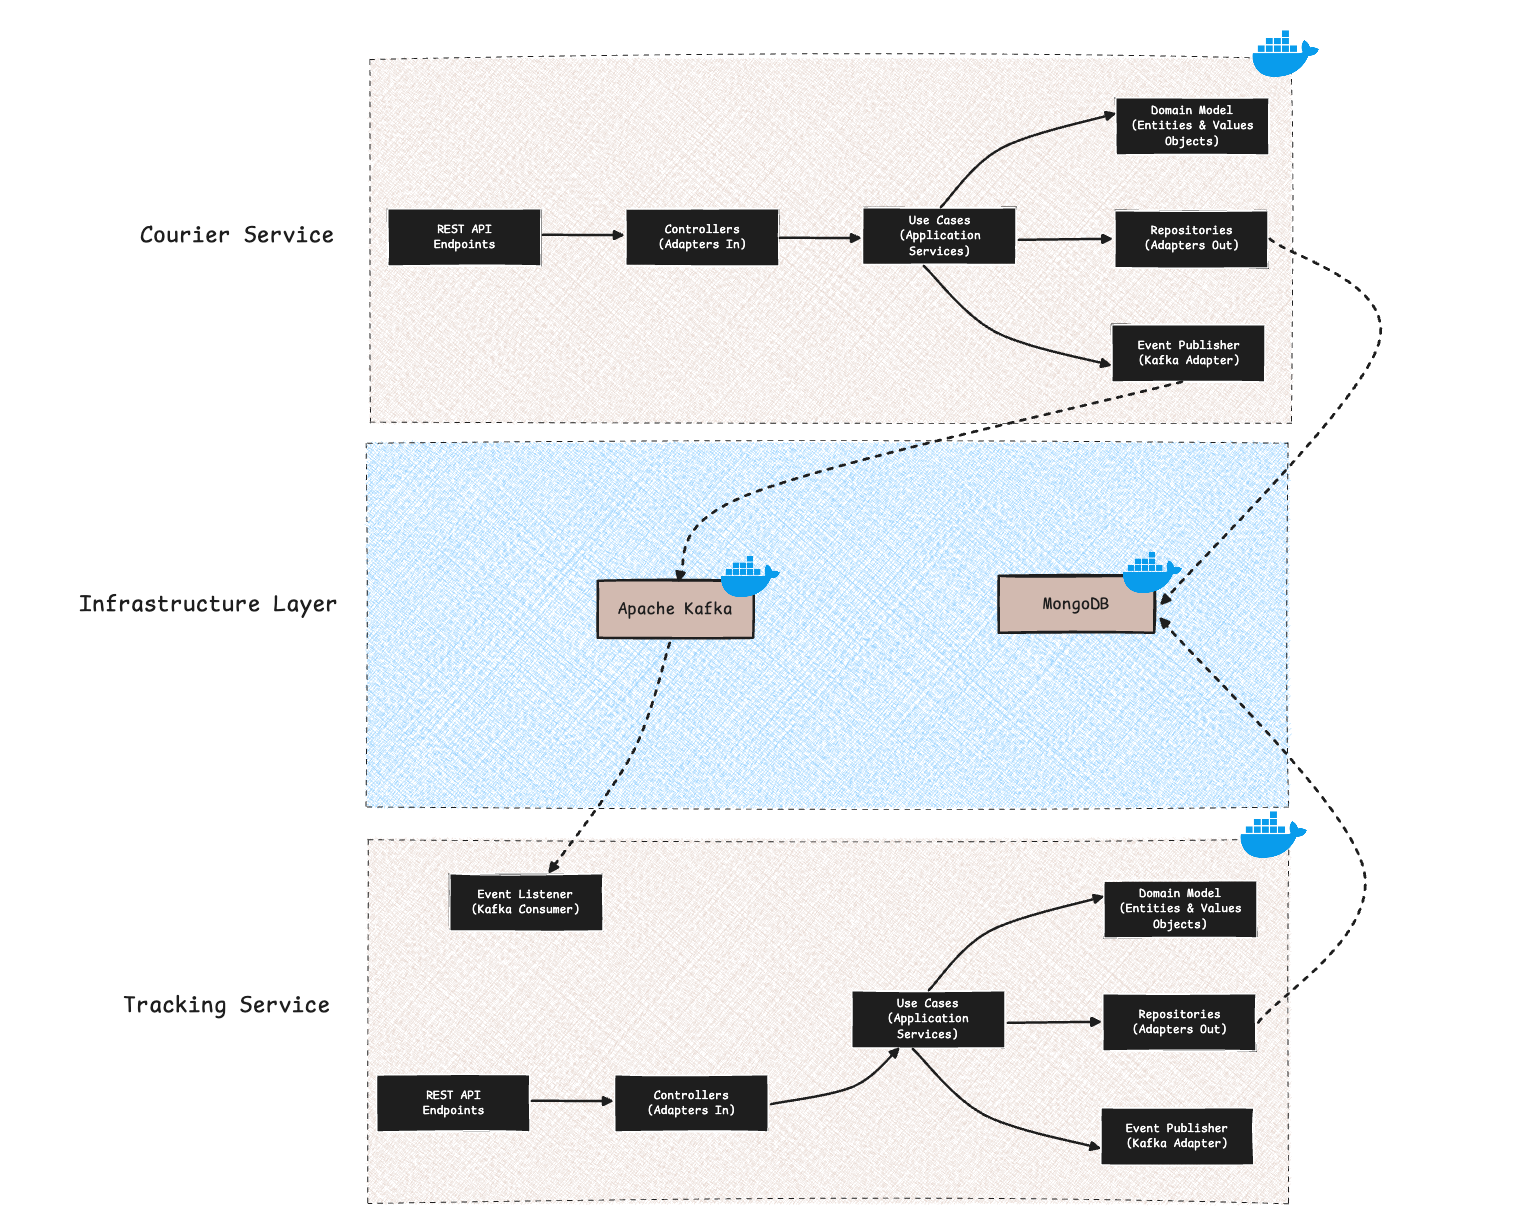 Courier Service
REST API
Endpoints
Controllers
(Adapters In)
Use Cases
(Application
Services)
Domain Model
(Entities & Values
Objects)
Repositories
(Adapters Out)
Event Publisher
(Kafka Adapter)
Infrastructure Layer
Apache Kafka
MongoDB
Tracking Service
Event Listener
(Kafka Consumer)
REST API
Endpoints
Controllers
(Adapters In)
Use Cases
(Application
Services)
Domain Model
(Entities & Values
Objects)
Repositories
(Adapters Out)
Event Publisher
(Kafka Adapter)